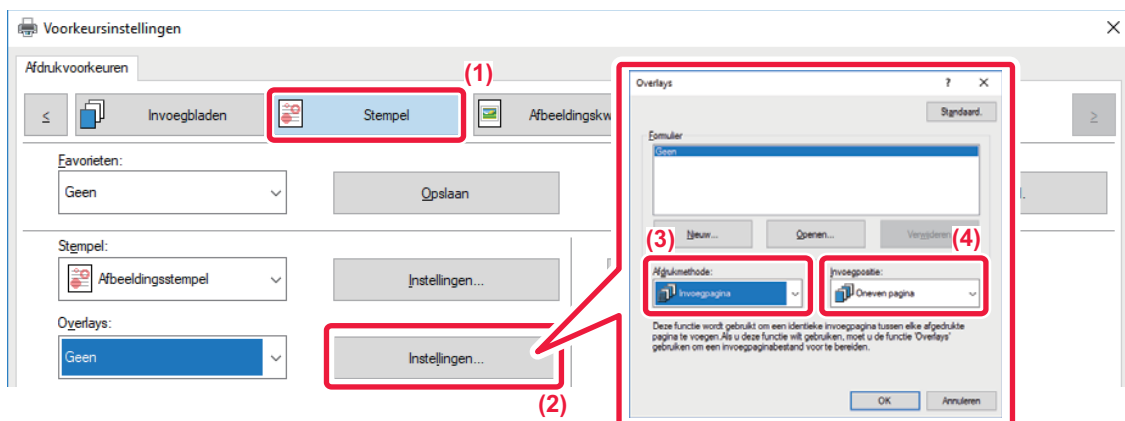 Voorkeursinstellingen
Afdrukvoorkeuren
(1)
< Invoegbladen Stempel Afbeeldingskw >
Favorieten:
Geen Opslaan
Stempel:
Afbeeldingsstempel Instellingen...
Overlays:
Geen Instellingen...
(2)
Overlays ?
Standaard.
Formulier
Geen
Nieuw... Openen... Verwijderen
(3) (4)
Afdrukmethode: Invoegpositie:
Invoegpagina Oneven pagina
Deze functie wordt gebruikt om een identieke invoegpagina tussen elke afgedrukte
pagina te voegen.Als u deze functie wilt gebruiken, moet u de functie 'Overlays'
gebruiken om een invoegpaginabestand voor te bereiden.
OK Annuleren